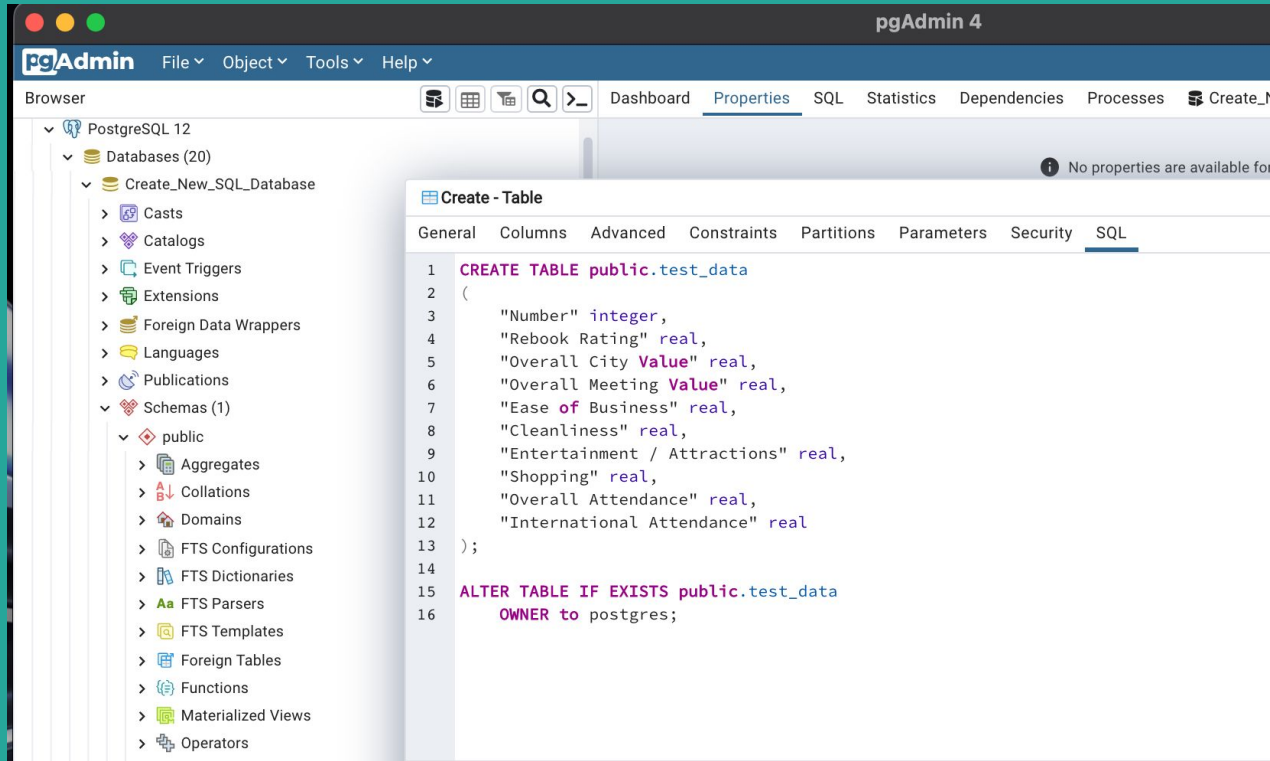 pgAdmin 4
pgAdmin File Object Tools Help
Browser
Dashboard Properties SQL Statistics Dependencies Processes
PostgreSQL 12
Databases (20)
Create_New_SQL_Database
Casts
Catalogs
Event Triggers
Extensions
Foreign Data Wrappers
Languages
Publications
Schemas (1)
public
Aggregates
Collations
Domains
FTS Configurations
FTS Dictionaries
Aa FTS Parsers
FTS Templates
Foreign Tables
Functions
Materialized Views
Operators
No properties are available for
Create - Table
General Columns Advanced Constraints Partitions Parameters Security SQL
1 CREATE TABLE public.test_data
2 (
3 "Number" integer,
4 "Rebook Rating" real,
5 "Overall City Value" real,
6 "Overall Meeting Value" real,
7 "Ease of Business" real,
8 "Cleanliness" real,
9 "Entertainment / Attractions" real,
10 "Shopping" real,
11 "Overall Attendance" real,
12 "International Attendance" real
13 );
14
15 ALTER TABLE IF EXISTS public.test_data
16 OWNER to postgres;